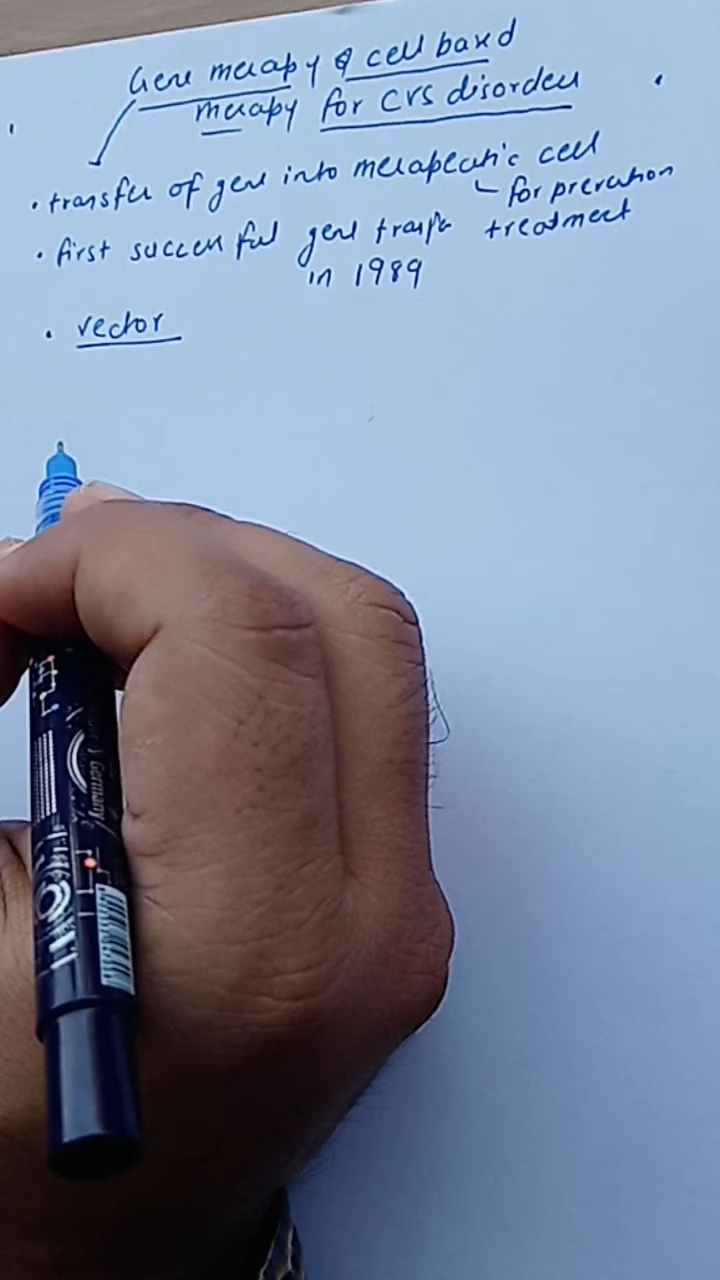 Gene therapy & cell based
therapy for CVS disorder
• transfer of gene into therapeutic cell
for prevention
• first successful gene transfer treatment
in 1989
• vector
Germany